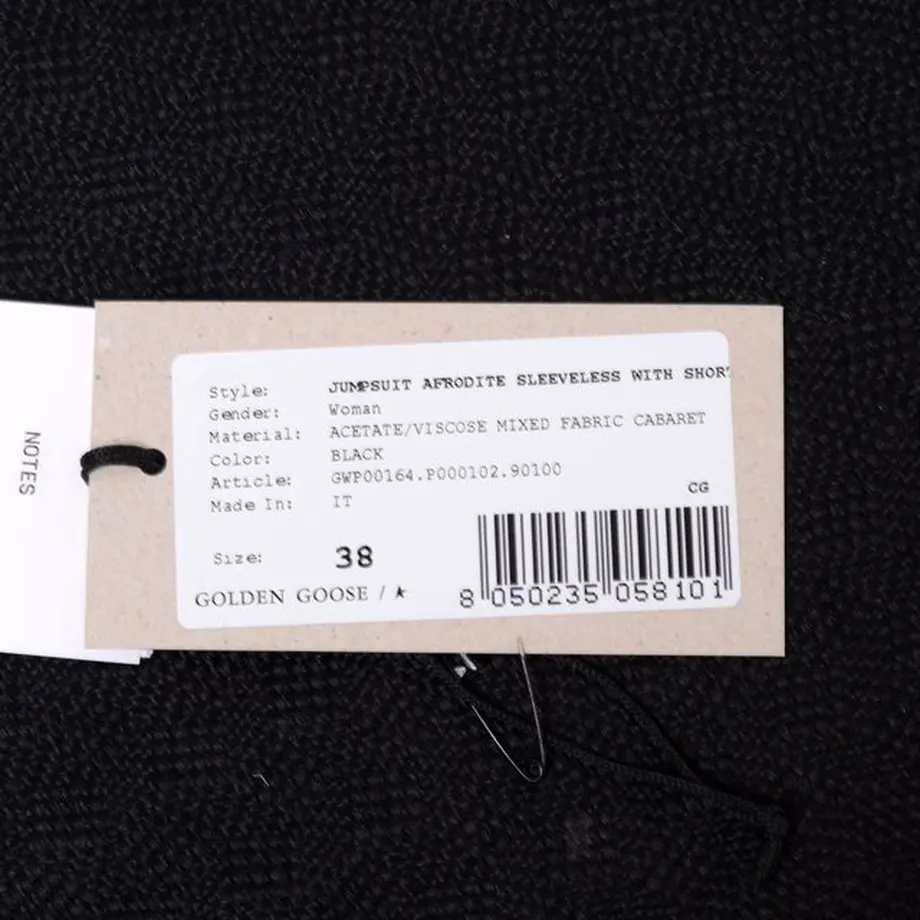 NOTES
Style: JUMPSUIT AFRODITE SLEEVELESS WITH SHORT
Gender: Woman
Material: ACETATE/VISCOSE MIXED FABRIC CABARET
Color: BLACK
Article: GWP00164.P000102.90100
Made In: IT
CG
Size: 38
GOLDEN GOOSE /
8 050235 058101